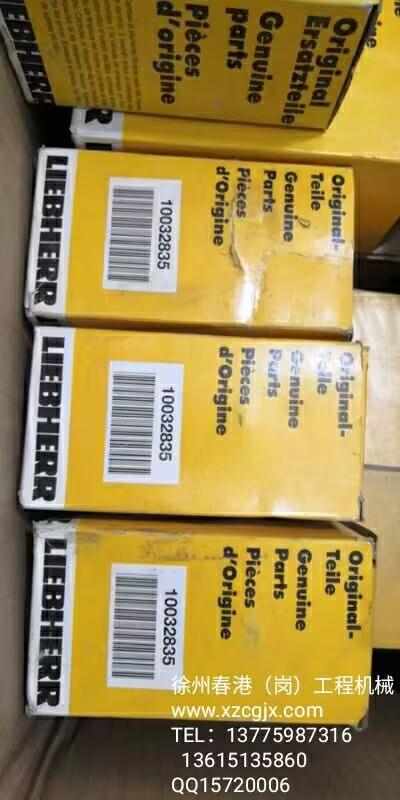 Original
Ersatzteile
Genuine
parts
Pièces
d'origine
LIEBHERR
Original-
Teile
Genuine
Parts
Pièces
d'Origine
10032835
LIEBHERR
Original-
Teile
Genuine
Parts
Pièces
d'Origine
10032835
LIEBHERR
Original-
Teile
Genuine
Parts
Pièces
d'Origine
10032835
LIEBHERR
徐州春港（岗）工程机械
www.xzcgjx.com
TEL：13775987316
13615135860
QQ15720006